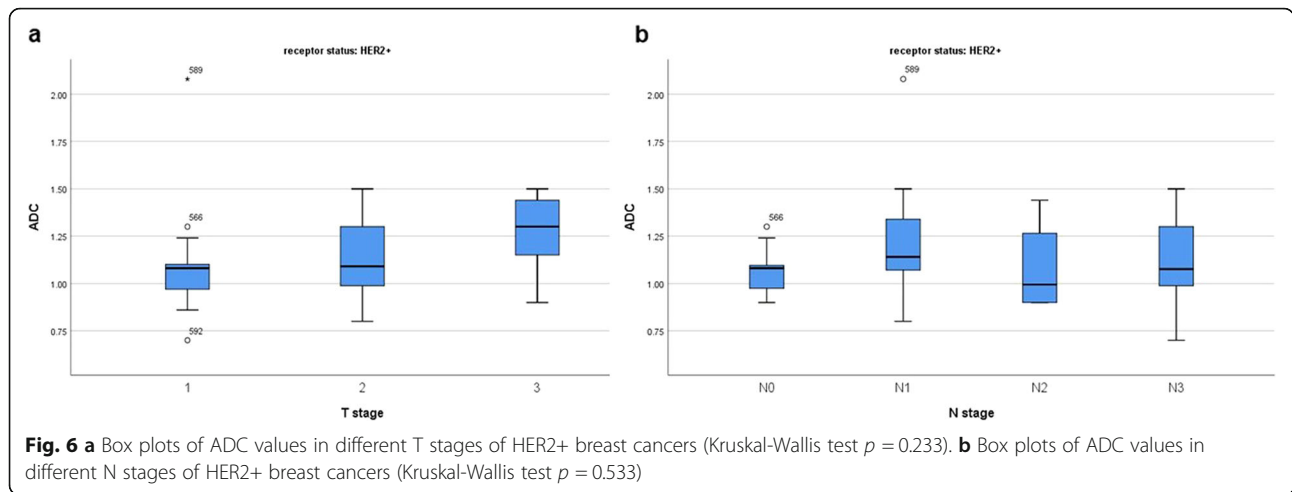 a
receptor status: HER2+
589
2.00
1.75
1.50
566
ADC
1.25
1.00
592
0.75
1
2
3
T stage
b
receptor status: HER2+
589
2.00
1.75
1.50
566
ADC
1.25
1.00
0.75
N0
N1
N2
N3
N stage
Fig. 6 a Box plots of ADC values in different T stages of HER2+ breast cancers (Kruskal-Wallis test p = 0.233). b Box plots of ADC values in
different N stages of HER2+ breast cancers (Kruskal-Wallis test p = 0.533)